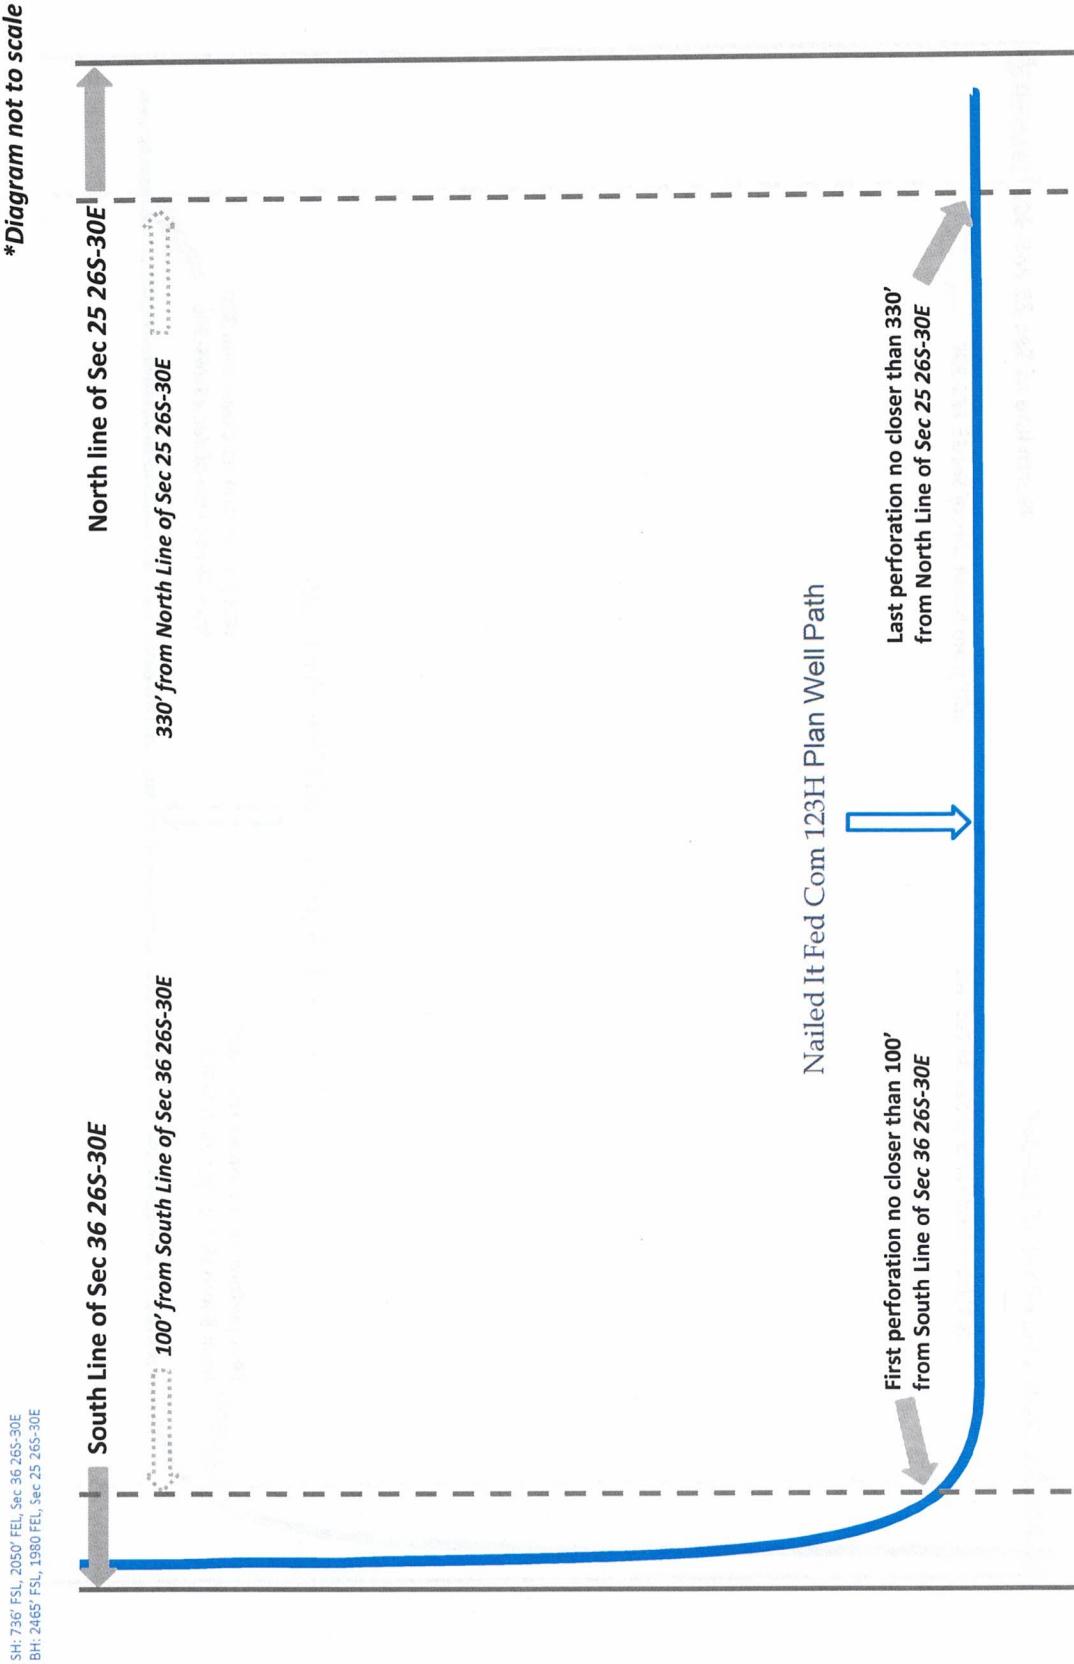 *Diagram not to scale
SH: 736' FSL, 2050' FEL, Sec 36 26S-30E
BH: 2465' FSL, 1980 FEL, Sec 25 26S-30E
South Line of Sec 36 26S-30E
North line of Sec 25 26S-30E
100' from South Line of Sec 36 26S-30E
330' from North Line of Sec 25 26S-30E
Nailed It Fed Com 123H Plan Well Path
First perforation no closer than 100'
from South Line of Sec 36 26S-30E
Last perforation no closer than 330'
from North Line of Sec 25 26S-30E